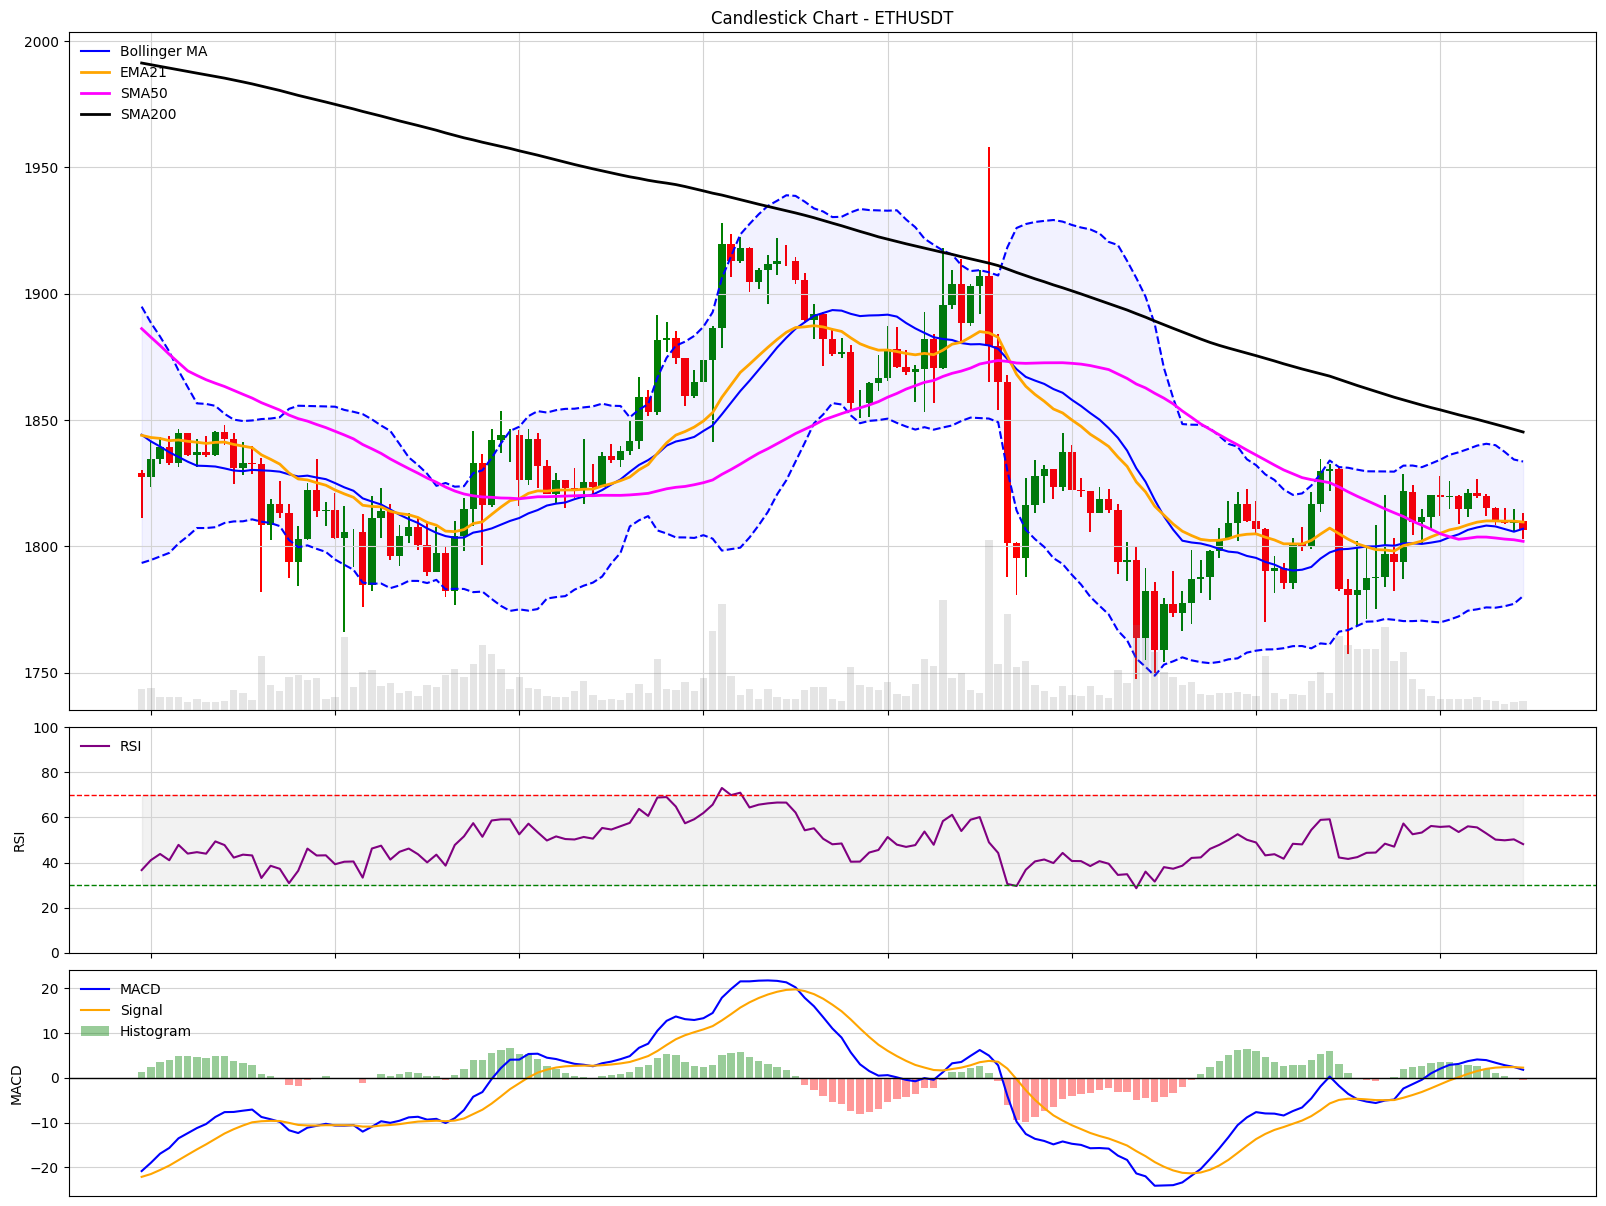 Candlestick Chart - ETHUSDT
Bollinger MA
EMA21
SMA50
SMA200
2000
1950
1900
1850
1800
1750
RSI
100
80
60
40
20
0
RSI
MACD
Signal
Histogram
20
10
0
−10
−20
MACD